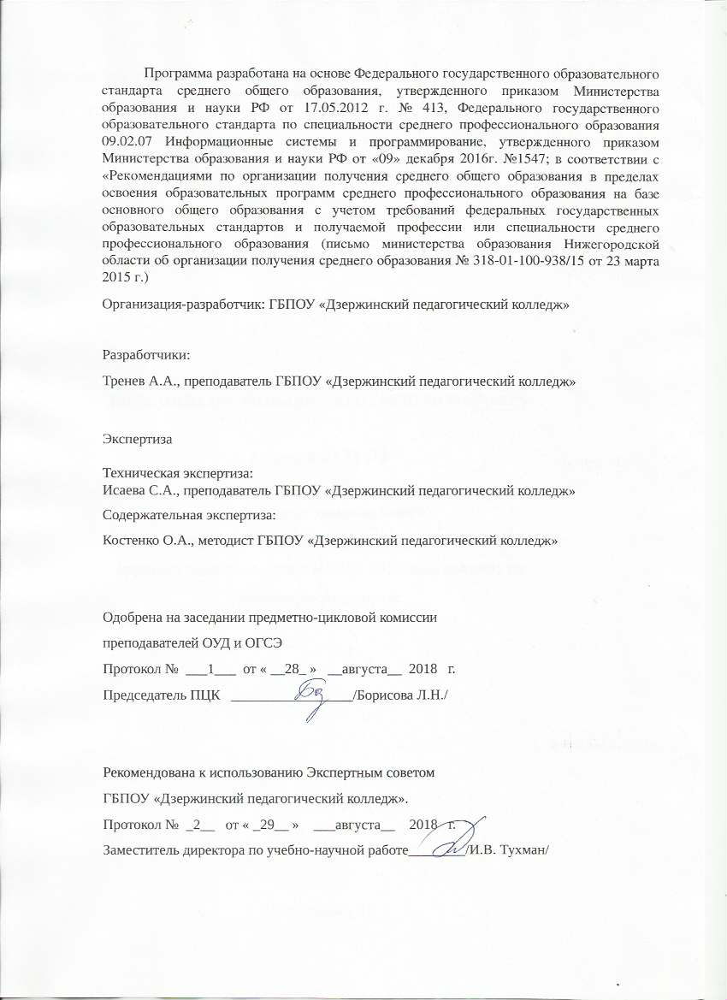 Программа разработана на основе Федерального государственного образовательного
стандарта среднего общего образования, утвержденного приказом Министерства
образования и науки РФ от 17.05.2012 г. № 413, Федерального государственного
образовательного стандарта по специальности среднего профессионального образования
09.02.07 Информационные системы и программирование, утвержденного приказом
Министерства образования и науки РФ от «09» декабря 2016г. №1547; в соответствии с
«Рекомендациями по организации получения среднего общего образования в пределах
освоения образовательных программ среднего профессионального образования на базе
основного общего образования с учетом требований федеральных государственных
образовательных стандартов и получаемой профессии или специальности среднего
профессионального образования (письмо министерства образования Нижегородской
области об организации получения среднего образования № 318-01-100-938/15 от 23 марта
2015 г.)
Организация-разработчик: ГБПОУ «Дзержинский педагогический колледж»
Разработчики:
Тренев А.А., преподаватель ГБПОУ «Дзержинский педагогический колледж»
Экспертиза
Техническая экспертиза:
Исаева С.А., преподаватель ГБПОУ «Дзержинский педагогический колледж»
Содержательная экспертиза:
Костенко О.А., методист ГБПОУ «Дзержинский педагогический колледж»
Одобрена на заседании предметно-цикловой комиссии
преподавателей ОУД и ОГСЭ
Протокол № ___1___ от « __28_ » __августа__ 2018 г.
Председатель ПЦК _________________/Борисова Л.Н./
Рекомендована к использованию Экспертным советом
ГБПОУ «Дзержинский педагогический колледж».
Протокол № _2__ от « _29__ » ___августа__ 2018 г.
Заместитель директора по учебно-научной работе________/И.В. Тухман/